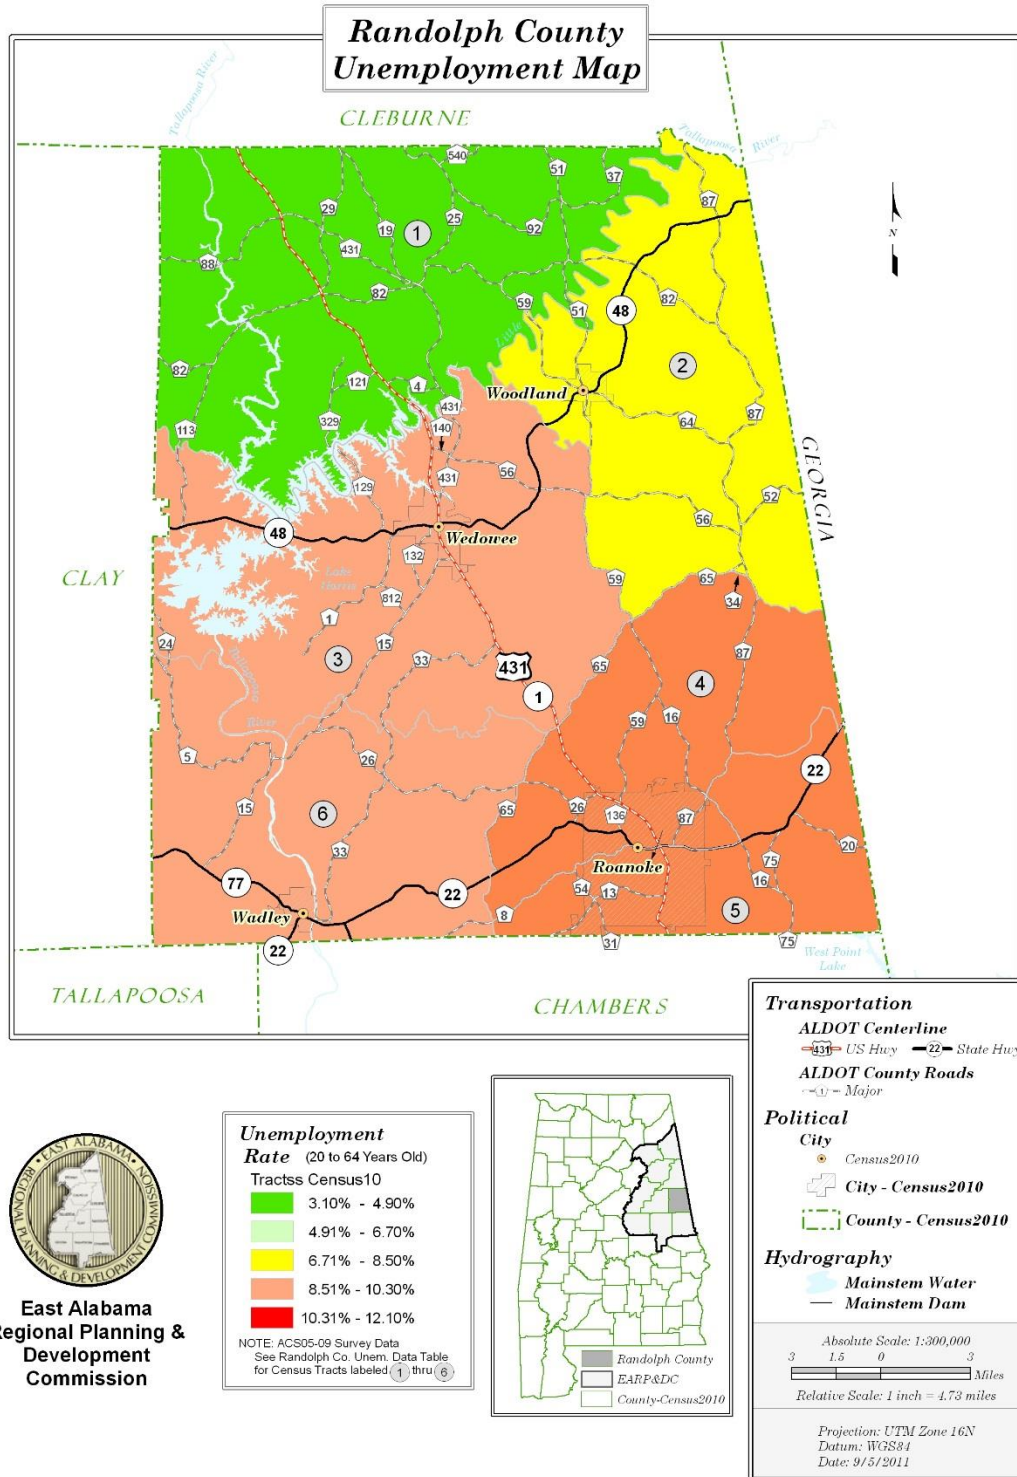 Randolph County
Unemployment Map
Tallapoosa River
CLEBURNE
Tallapoosa
River
540
51
37
29
19
25
92
87
1
431
N
88
82
59
51
48
82
Little
2
82
121
4
Woodland
431
87
113
329
140
64
GEORGIA
431
56
129
52
56
48
Wedowee
132
CLAY
Lake
Harris
59
65
812
34
1
24
15
87
3
33
65
431
4
Tallapoosa
1
59
16
River
5
26
22
15
6
65
26
136
87
33
20
Roanoke
75
77
22
54
13
16
Wadley
8
5
22
31
75
West Point
Lake
TALLAPOOSA
CHAMBERS
Transportation
ALDOT Centerline
431 US Hwy 22 State Hwy
ALDOT County Roads
1 Major
Political
City
Census2010
City - Census2010
County - Census2010
Hydrography
Mainstem Water
Mainstem Dam
Absolute Scale: 1:300,000
3 1.5 0 3
Miles
Relative Scale: 1 inch = 4.73 miles
Projection: UTM Zone 16N
Datum: WGS84
Date: 9/5/2011
EAST ALABAMA
REGIONAL PLANNING & DEVELOPMENT COMMISSION
East Alabama
Regional Planning &
Development
Commission
Unemployment
Rate (20 to 64 Years Old)
Tractss Census10
3.10% - 4.90%
4.91% - 6.70%
6.71% - 8.50%
8.51% - 10.30%
10.31% - 12.10%
NOTE: ACS05-09 Survey Data
See Randolph Co. Unem. Data Table
for Census Tracts labeled 1 thru 6
Randolph County
EARP&DC
County-Census2010